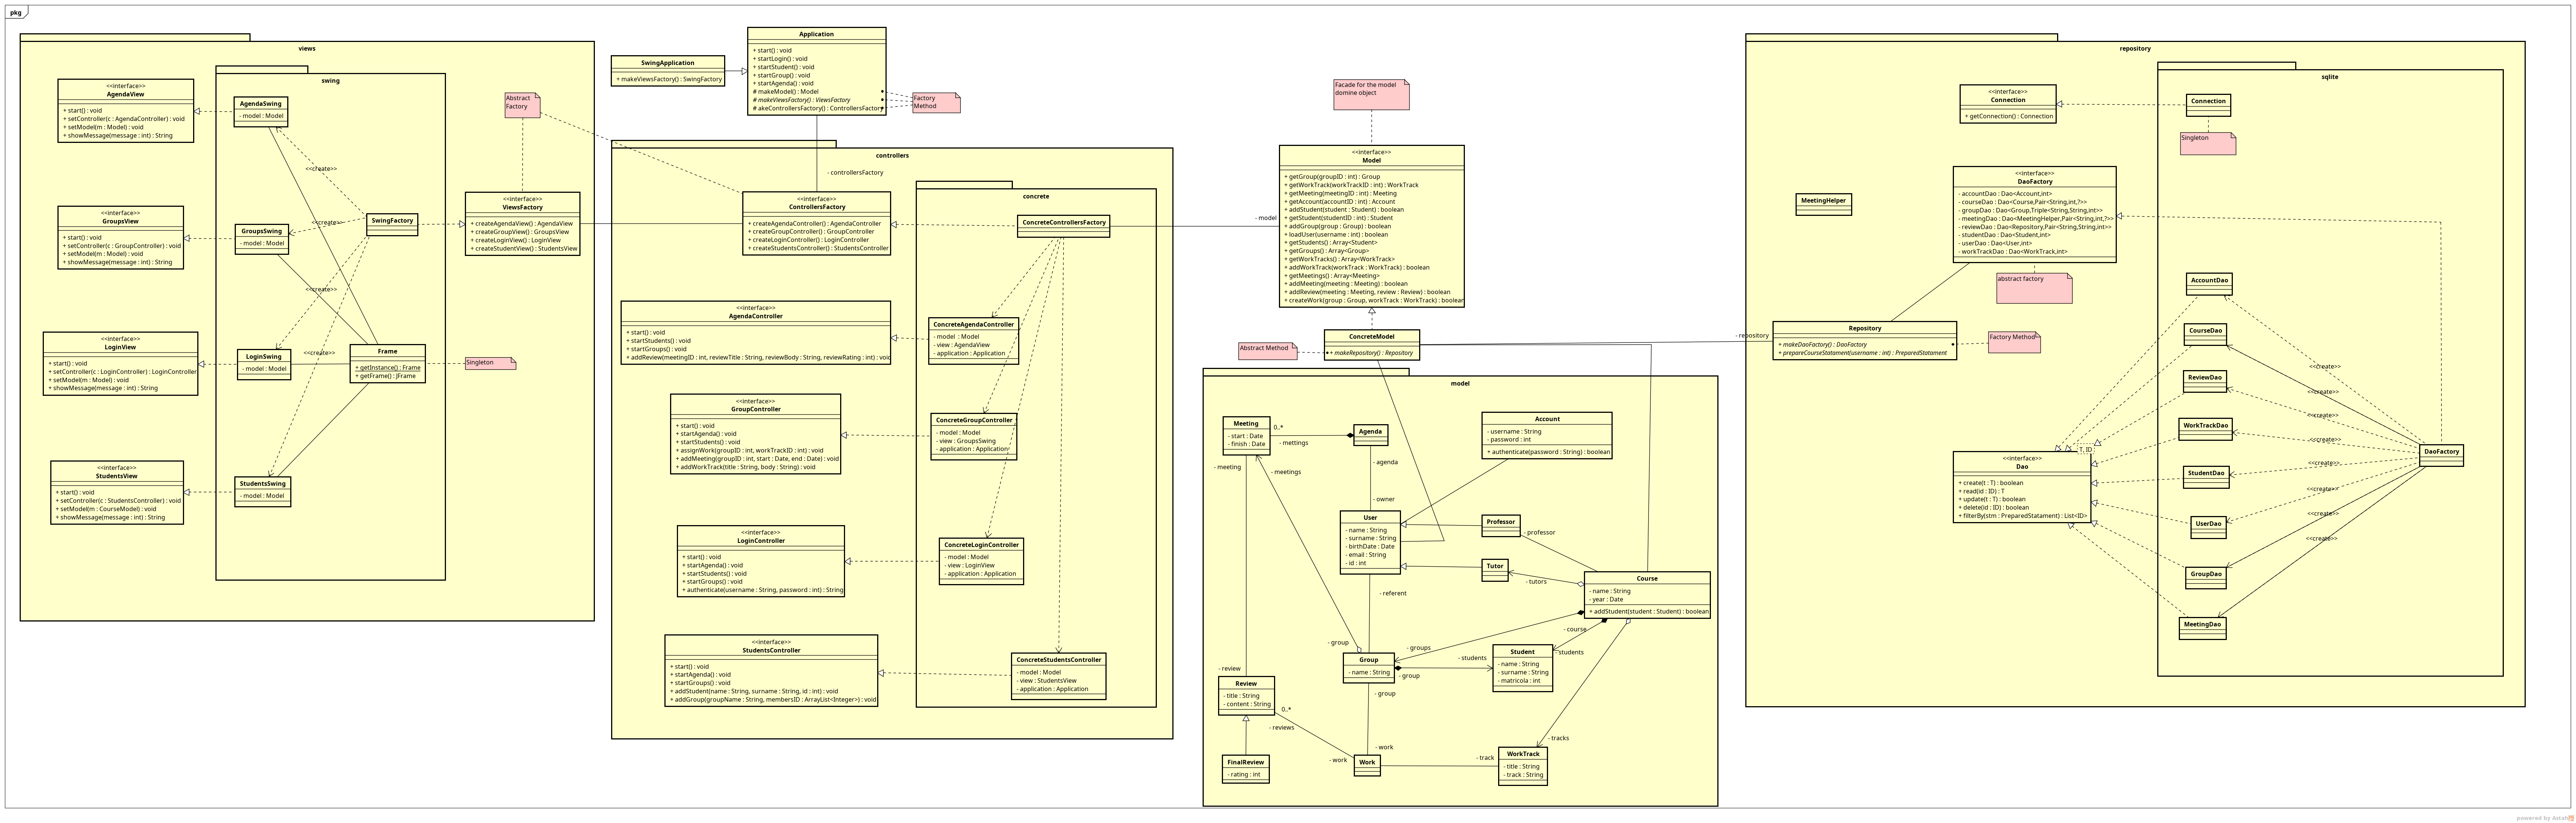 pkg
views
<<interface>>
AgendaView
+ start() : void
+ setController(c : AgendaController) : void
+ setModel(m : Model) : void
+ showMessage(message : int) : String
<<interface>>
GroupsView
+ start() : void
+ setController(c : GroupController) : void
+ setModel(m : Model) : void
+ showMessage(message : int) : String
<<interface>>
LoginView
+ start() : void
+ setController(c : LoginController) : LoginController
+ setModel(m : Model) : void
+ showMessage(message : int) : String
<<interface>>
StudentsView
+ start() : void
+ setController(c : StudentsController) : void
+ setModel(m : CourseModel) : void
+ showMessage(message : int) : String
swing
AgendaSwing
- model : Model
GroupsSwing
- model : Model
LoginSwing
- model : Model
StudentsSwing
- model : Model
<<create>>
<<create>>
<<create>>
<<create>>
SwingFactory
Frame
+ getInstance() : Frame
+ getFrame() : JFrame
Singleton
Abstract
Factory
<<interface>>
ViewsFactory
+ createAgendaView() : AgendaView
+ createGroupView() : GroupsView
+ createLoginView() : LoginView
+ createStudentView() : StudentsView
SwingApplication
+ makeViewsFactory() : SwingFactory
Application
+ start() : void
+ startLogin() : void
+ startStudent() : void
+ startGroup() : void
+ startAgenda() : void
# makeModel() : Model
# makeViewsFactory() : ViewsFactory
# akeControllersFactory() : ControllersFactory
Factory
Method
controllers
- controllersFactory
<<interface>>
ControllersFactory
+ createAgendaController() : AgendaController
+ createGroupController() : GroupController
+ createLoginController() : LoginController
+ createStudentsController() : StudentsController
<<interface>>
AgendaController
+ start() : void
+ startStudents() : void
+ startGroups() : void
+ addReview(meetingID : int, reviewTitle : String, reviewBody : String, reviewRating : int) : void
<<interface>>
GroupController
+ start() : void
+ startAgenda() : void
+ startStudents() : void
+ assignWork(groupID : int, workTrackID : int) : void
+ addMeeting(groupID : int, start : Date, end : Date) : void
+ addWorkTrack(title : String, body : String) : void
<<interface>>
LoginController
+ start() : void
+ startAgenda() : void
+ startStudents() : void
+ startGroups() : void
+ authenticate(username : String, password : int) : String
<<interface>>
StudentsController
+ start() : void
+ startAgenda() : void
+ startGroups() : void
+ addStudent(name : String, surname : String, id : int) : void
+ addGroup(groupName : String, membersID : ArrayList<Integer>) : void
concrete
ConcreteControllersFactory
ConcreteAgendaController
- model : Model
- view : AgendaView
- application : Application
ConcreteGroupController
- model : Model
- view : GroupsSwing
- application : Application
ConcreteLoginController
- model : Model
- view : LoginView
- application : Application
ConcreteStudentsController
- model : Model
- view : StudentsView
- application : Application
Facade for the model
domine object
- model
<<interface>>
Model
+ getGroup(groupID : int) : Group
+ getWorkTrack(workTrackID : int) : WorkTrack
+ getMeeting(meetingID : int) : Meeting
+ getAccount(accountID : int) : Account
+ addStudent(student : Student) : boolean
+ getStudent(studentID : int) : Student
+ addGroup(group : Group) : boolean
+ loadUser(username : int) : boolean
+ getStudents() : Array<Student>
+ getGroups() : Array<Group>
+ getWorkTracks() : Array<WorkTrack>
+ addWorkTrack(workTrack : WorkTrack) : boolean
+ getMeetings() : Array<Meeting>
+ addMeeting(meeting : Meeting) : boolean
+ addReview(meeting : Meeting, review : Review) : boolean
+ createWork(group : Group, workTrack : WorkTrack) : boolean
Abstract Method
ConcreteModel
+ makeRepository() : Repository
model
Meeting
- start : Date
- finish : Date
0..*
- mettings
Agenda
Account
- username : String
- password : int
+ authenticate(password : String) : boolean
- meeting
- meetings
- agenda
- owner
User
- name : String
- surname : String
- birthDate : Date
- email : String
- id : int
Professor
- professor
Tutor
- tutors
Course
- name : String
- year : Date
+ addStudent(student : Student) : boolean
- referent
- group
- groups
- course
- students
Group
- name : String
- students
- group
Student
- name : String
- surname : String
- matricola : int
- review
Review
- title : String
- content : String
- group
0..*
- reviews
- work
- work
- track
- tracks
FinalReview
- rating : int
Work
WorkTrack
- title : String
- track : String
repository
- repository
Repository
+ makeDaoFactory() : DaoFactory
+ prepareCourseStatament(username : int) : PreparedStatament
Factory Method
MeetingHelper
<<interface>>
Connection
+ getConnection() : Connection
<<interface>>
DaoFactory
- accountDao : Dao<Account,int>
- courseDao : Dao<Course,Pair<String,int,?>>
- groupDao : Dao<Group,Triple<String,String,int>>
- meetingDao : Dao<MeetingHelper,Pair<String,int,?>>
- reviewDao : Dao<Repository,Pair<String,String,int>>
- studentDao : Dao<Student,int>
- userDao : Dao<User,int>
- workTrackDao : Dao<WorkTrack,int>
abstract factory
T, ID
<<interface>>
Dao
+ create(t : T) : boolean
+ read(id : ID) : T
+ update(t : T) : boolean
+ delete(id : ID) : boolean
+ filterBy(stm : PreparedStatament) : List<ID>
sqlite
Connection
Singleton
AccountDao
CourseDao
ReviewDao
WorkTrackDao
StudentDao
UserDao
GroupDao
MeetingDao
<<create>>
<<create>>
<<create>>
<<create>>
<<create>>
<<create>>
<<create>>
<<create>>
DaoFactory
powered by Astah